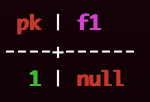 pk | f1
----+------
1 | null